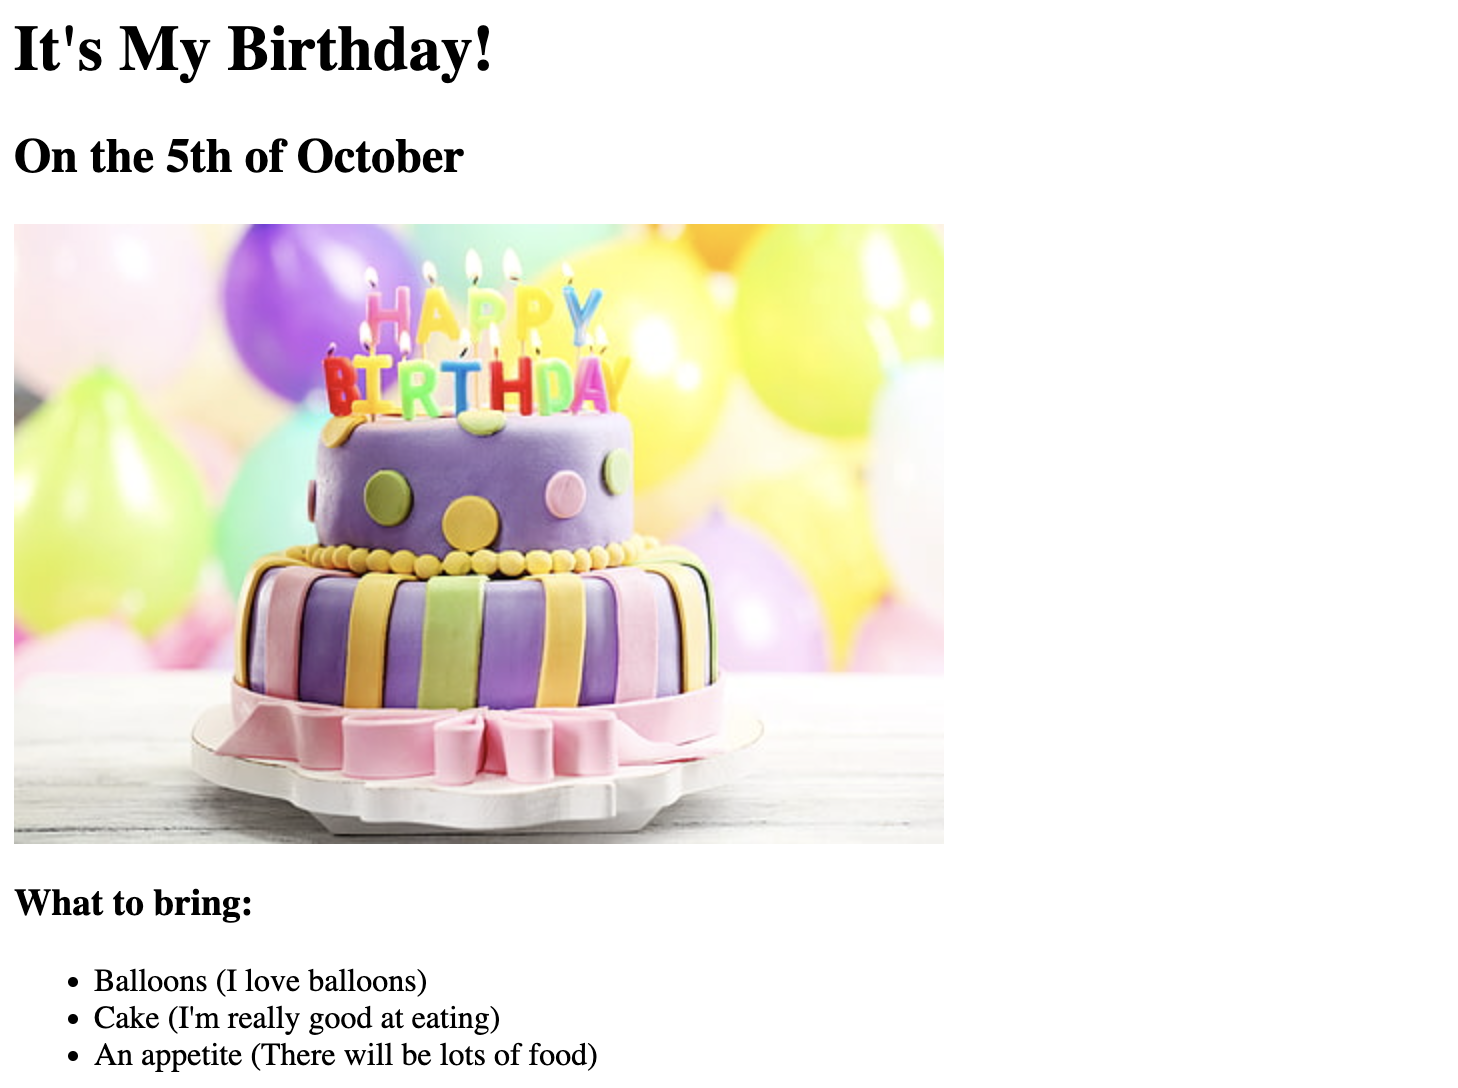 It's My Birthday!
On the 5th of October
HAPPY
BIRTHDAY
What to bring:
Balloons (I love balloons)
Cake (I'm really good at eating)
An appetite (There will be lots of food)